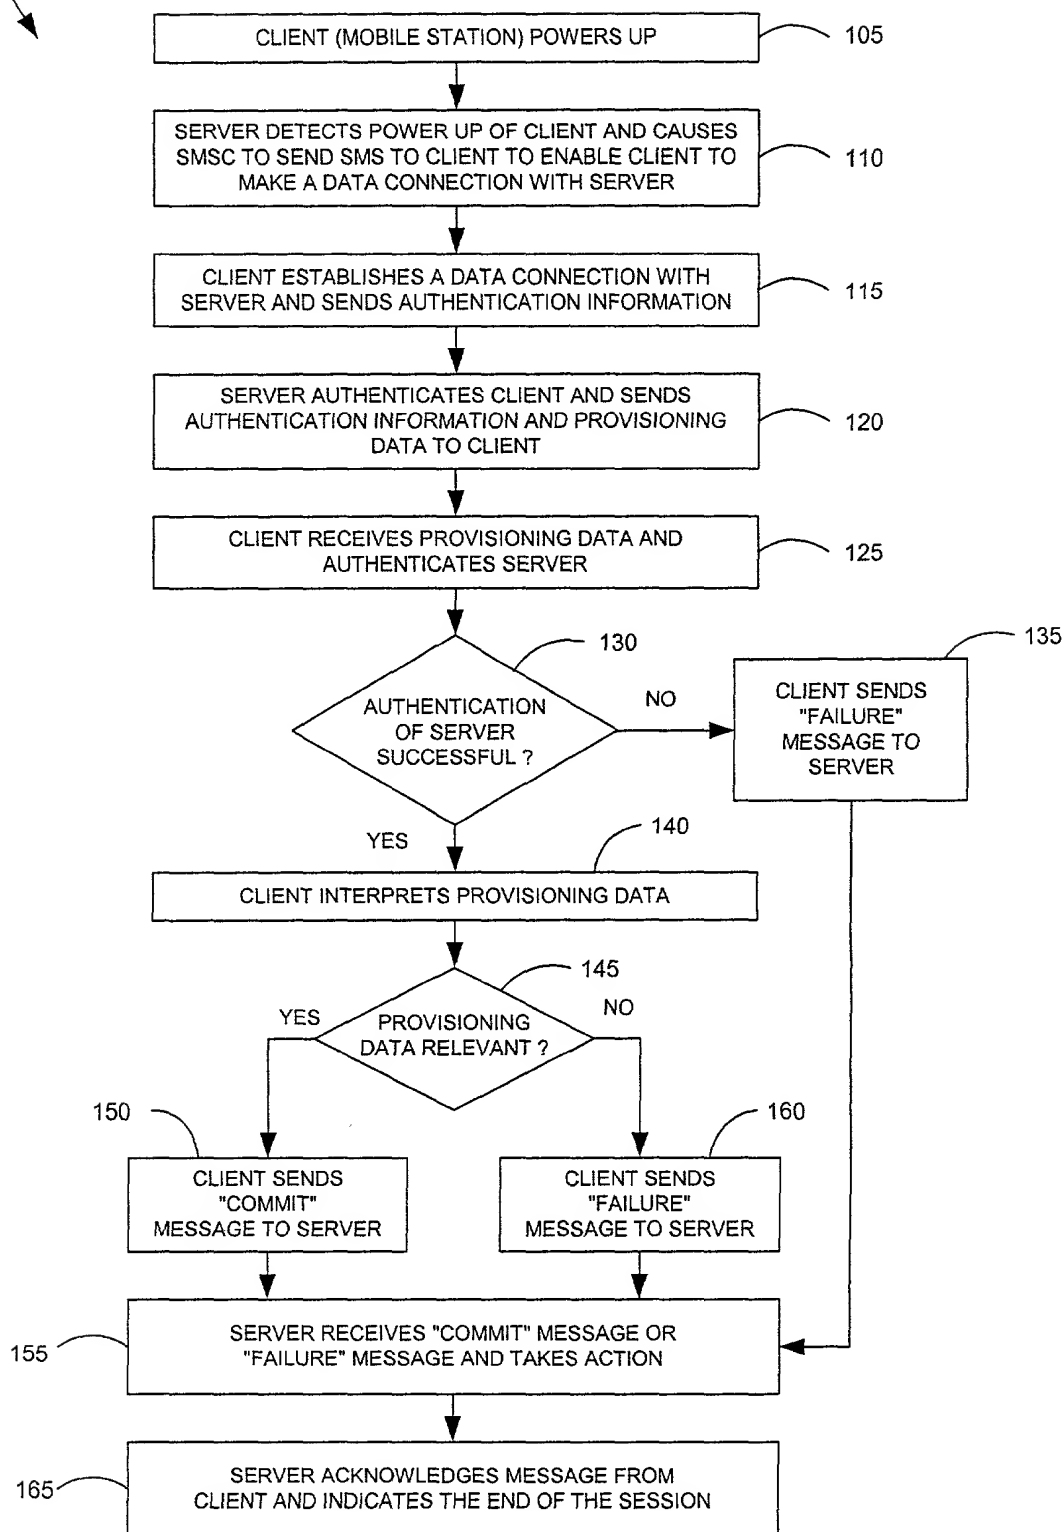 CLIENT (MOBILE STATION) POWERS UP
105
SERVER DETECTS POWER UP OF CLIENT AND CAUSES
SMSC TO SEND SMS TO CLIENT TO ENABLE CLIENT TO
MAKE A DATA CONNECTION WITH SERVER
110
CLIENT ESTABLISHES A DATA CONNECTION WITH
SERVER AND SENDS AUTHENTICATION INFORMATION
115
SERVER AUTHENTICATES CLIENT AND SENDS
AUTHENTICATION INFORMATION AND PROVISIONING
DATA TO CLIENT
120
CLIENT RECEIVES PROVISIONING DATA AND
AUTHENTICATES SERVER
125
130
AUTHENTICATION
OF SERVER
SUCCESSFUL ?
NO
135
CLIENT SENDS
"FAILURE"
MESSAGE TO
SERVER
YES
140
CLIENT INTERPRETS PROVISIONING DATA
145
PROVISIONING
DATA RELEVANT ?
YES
NO
150
CLIENT SENDS
"COMMIT"
MESSAGE TO SERVER
160
CLIENT SENDS
"FAILURE"
MESSAGE TO SERVER
155
SERVER RECEIVES "COMMIT" MESSAGE OR
"FAILURE" MESSAGE AND TAKES ACTION
165
SERVER ACKNOWLEDGES MESSAGE FROM
CLIENT AND INDICATES THE END OF THE SESSION